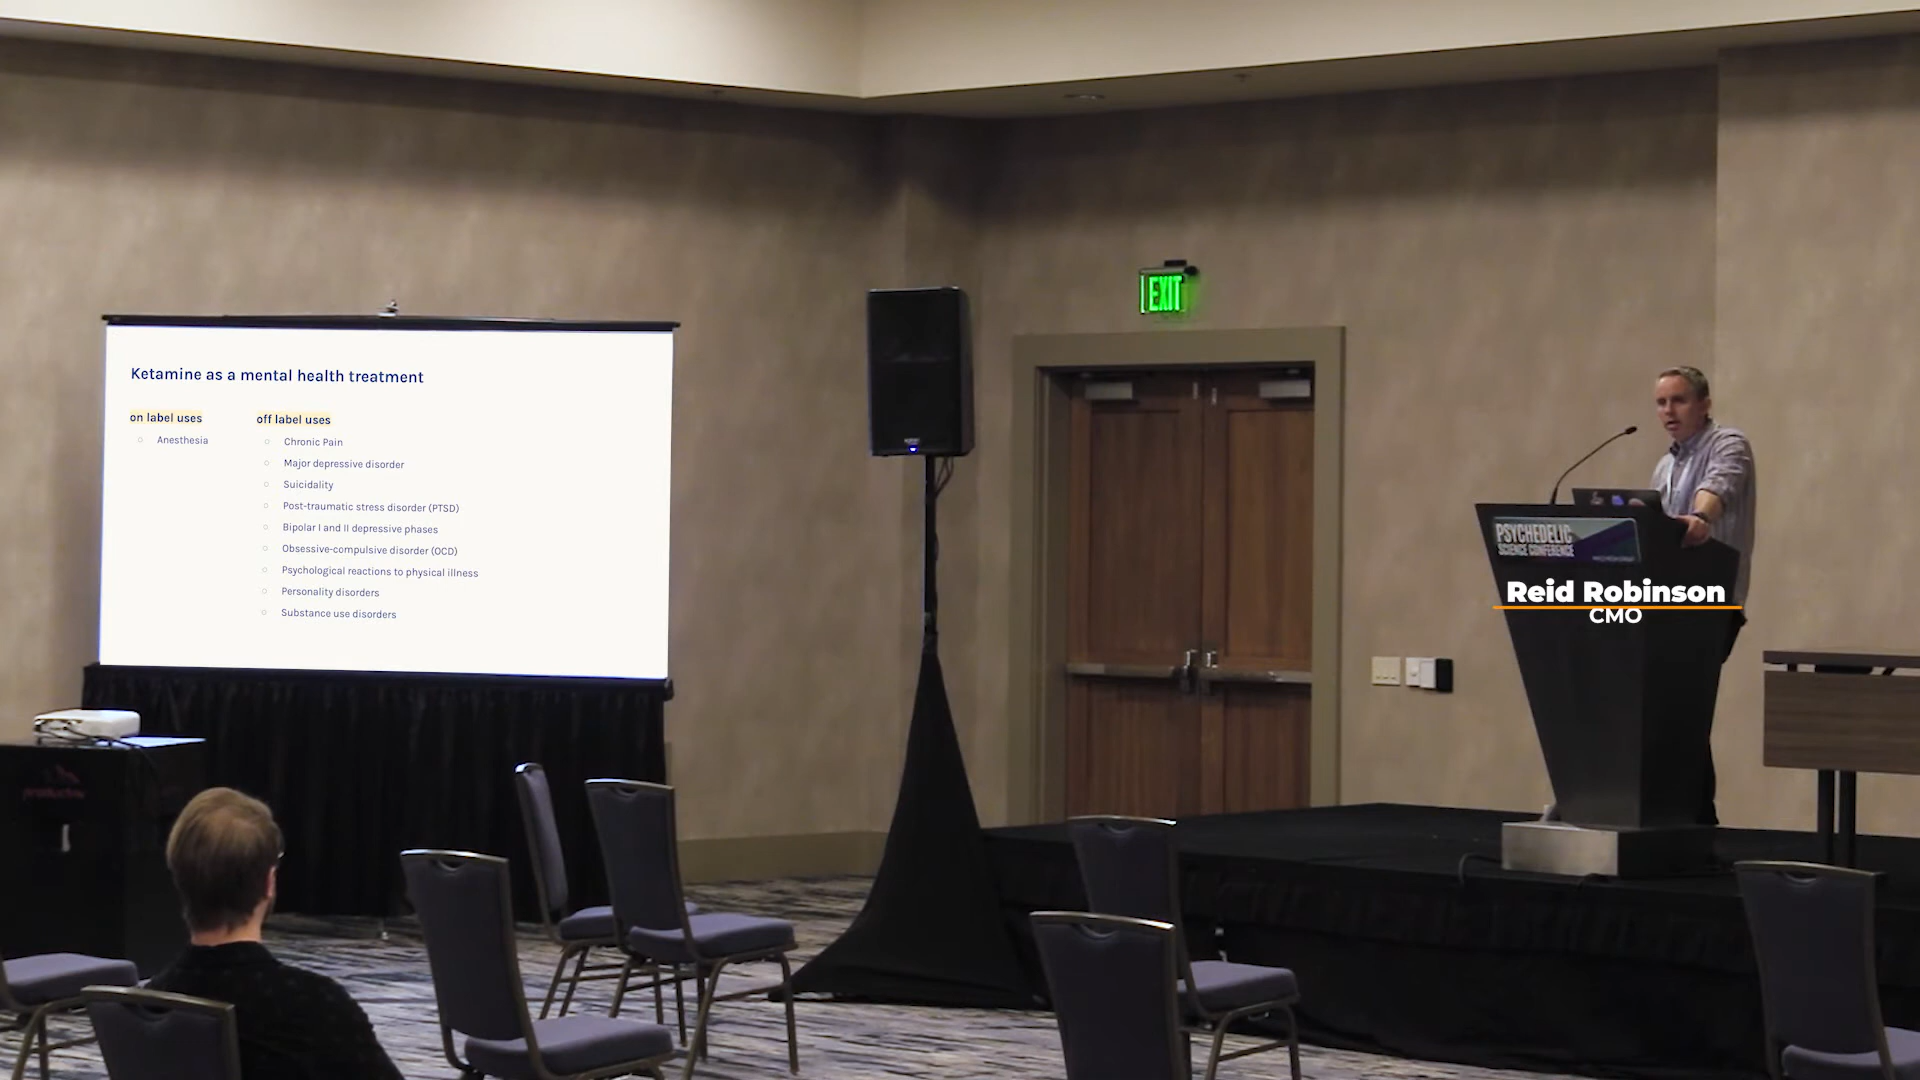 EXIT
Ketamine as a mental health treatment
on label uses
Anesthesia
off label uses
Chronic Pain
Major depressive disorder
Suicidality
Post-traumatic stress disorder (PTSD)
Bipolar I and II depressive phases
Obsessive-compulsive disorder (OCD)
Psychological reactions to physical illness
Personality disorders
Substance use disorders
PSYCHEDELIC
SCIENCE CONFERENCE
Reid Robinson
CMO